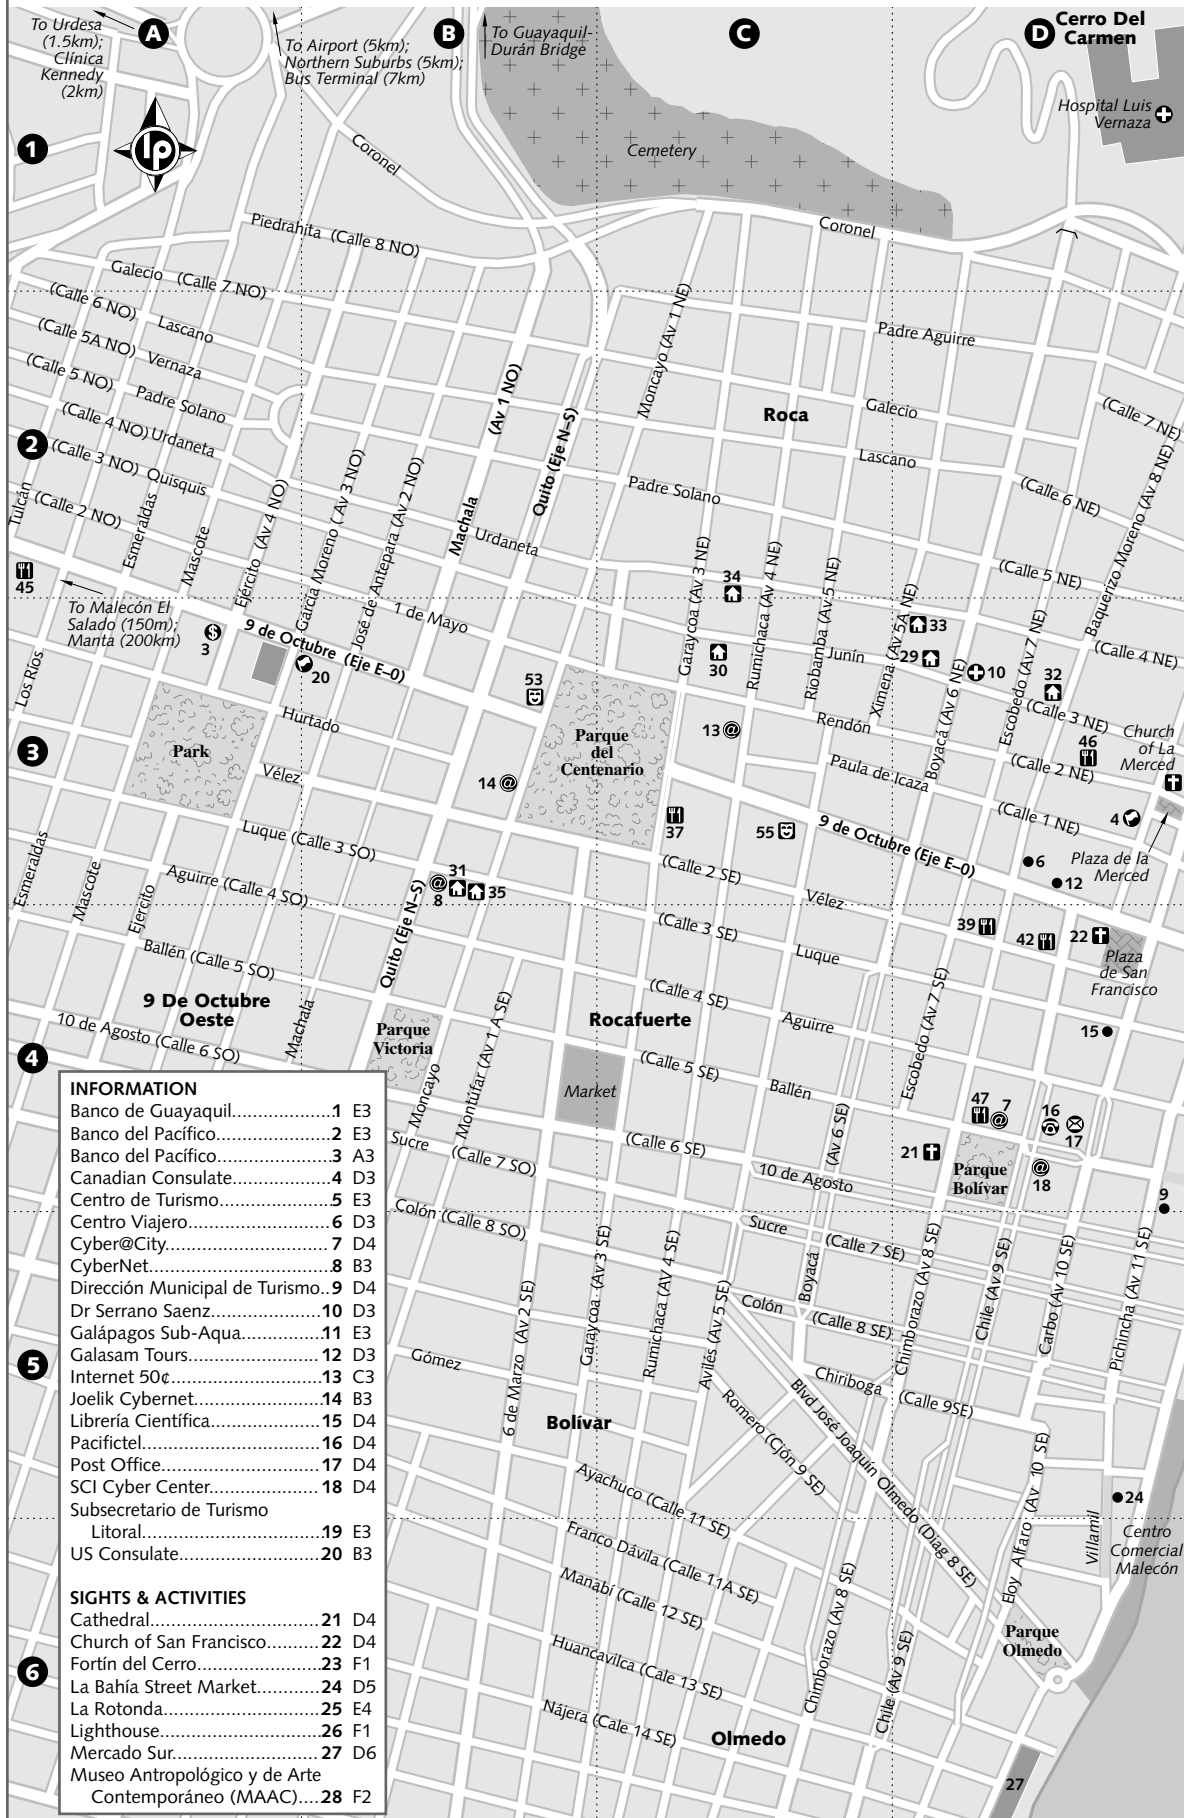 To Urdesa
(1.5km);
Clínica
Kennedy
(2km)
A
To Airport (5km);
Northern Suburbs (5km);
Bus Terminal (7km)
B
To Guayaquil-
Durán Bridge
C
D
Cerro Del
Carmen
Hospital Luis
Vernaza
1
lp
Coronel
Cemetery
Piedrahita (Calle 8 NO)
Coronel
Galecio (Calle 7 NO)
(Calle 6 NO) Lascano
(Calle 5A NO) Vernaza
(Calle 5 NO) Padre Solano
(Calle 4 NO) Urdaneta
(Calle 3 NO) Quisquis
(Calle 2 NO)
2
Moncayo (Av 1 NE)
Padre Aguirre
Machala (Av 1 NO)
Quito (Eje N–S)
Roca
Galecio
(Calle 7 NE)
Lascano
Padre Solano
(Calle 6 NE)
Tulcán
Esmeraldas
Mascote
Ejército (Av 4 NO)
García Moreno (Av 3 NO)
José de Antepara (Av 2 NO)
Urdaneta
Garaycoa (Av 3 NE)
Rumichaca (Av 4 NE)
Riobamba (Av 5 NE)
Ximena (Av 5A NE)
Boyacá (Av 6 NE)
Escobedo (Av 7 NE)
Baquerizo Moreno (Av 8 NE)
(Calle 5 NE)
45
34
To Malecón El
Salado (150m);
Manta (200km)
3
9 de Octubre (Eje E–0)
20
1 de Mayo
53
30
Junín
33
29
10
32
(Calle 4 NE)
(Calle 3 NE)
Los Ríos
Hurtado
3
Park
Vélez
14
Parque
del
Centenario
13
Rendón
46
Church
of La
Merced
(Calle 2 NE)
Paula de Icaza
37
55
9 de Octubre (Eje E–0)
(Calle 1 NE)
4
Plaza de la
Merced
6
12
Esmeraldas
Mascote
Ejercito
Luque (Calle 3 SO)
Aguirre (Calle 4 SO)
31
8
35
Quito (Eje N–S)
(Calle 2 SE)
Vélez
(Calle 3 SE)
Luque
39
42
22
Plaza
de San
Francisco
Ballén (Calle 5 SO)
9 De Octubre
Oeste
Machala
10 de Agosto (Calle 6 SO)
Parque
Victoria
Moncayo
Montúfar (Av 1 A SE)
Rocafuerte
(Calle 4 SE)
Aguirre
Escobedo (Av 7 SE)
15
4
Market
(Calle 5 SE)
Ballén
47
7
16
17
Sucre (Calle 7 SO)
(Calle 6 SE)
10 de Agosto
(Av 6 SE)
21
Parque
Bolívar
18
9
Colón (Calle 8 SO)
Sucre (Calle 7 SE)
Boyacá
Colón (Calle 8 SE)
6 de Marzo (Av 2 SE)
Garaycoa (Av 3 SE)
Rumichaca (AV 4 SE)
Avilés (Av 5 SE)
Chimborazo (AV 8 SE)
Chile (AV 9 SE)
Carbo (Av 10 SE)
Pichincha (Av 11 SE)
5
Gómez
Chiriboga (Calle 9SE)
Bolívar
Romero (Cjón 9 SE)
Blvd José Joaquín Olmedo (Diag 8 SE)
Ayachuco (Calle 11 SE)
Eloy Alfaro (Av 10 SE)
24
Villamil
Centro
Comercial
Malecón
Franco Dávila (Calle 11A SE)
Manabí (Calle 12 SE)
Huancavilca (Cale 13 SE)
Nájera (Cale 14 SE)
Chimborazo (Av 8 SE)
Chile (AV 9 SE)
Parque
Olmedo
6
Olmedo
27
INFORMATION
Banco de Guayaquil.................1 E3
Banco del Pacífico...................2 E3
Banco del Pacífico...................3 A3
Canadian Consulate.................4 D3
Centro de Turismo...................5 E3
Centro Viajero.........................6 D3
Cyber@City............................7 D4
CyberNet................................8 B3
Dirección Municipal de Turismo..9 D4
Dr Serrano Saenz..................10 D3
Galápagos Sub-Aqua.............11 E3
Galasam Tours......................12 D3
Internet 50¢.........................13 C3
Joelik Cybernet.....................14 B3
Librería Científica..................15 D4
Pacifictel..............................16 D4
Post Office...........................17 D4
SCI Cyber Center..................18 D4
Subsecretario de Turismo
Litoral..............................19 E3
US Consulate........................20 B3
SIGHTS & ACTIVITIES
Cathedral.............................21 D4
Church of San Francisco.........22 D4
Fortín del Cerro.....................23 F1
La Bahía Street Market..........24 D5
La Rotonda...........................25 E4
Lighthouse...........................26 F1
Mercado Sur.........................27 D6
Museo Antropológico y de Arte
Contemporáneo (MAAC)....28 F2